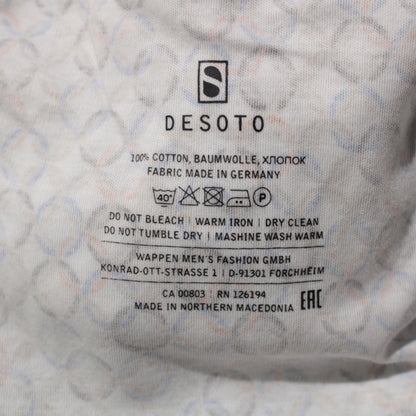 S
DESOTO
100% COTTON, BAUMWOLLE, ХЛОПОК
FABRIC MADE IN GERMANY
40° P
DO NOT BLEACH | WARM IRON | DRY CLEAN
DO NOT TUMBLE DRY | MASHINE WASH WARM
WAPPEN MEN'S FASHION GMBH
KONRAD-OTT-STRASSE 1 | D-91301 FORCHHEIM
CA 00803 | RN 126194
MADE IN NORTHERN MACEDONIA EAC